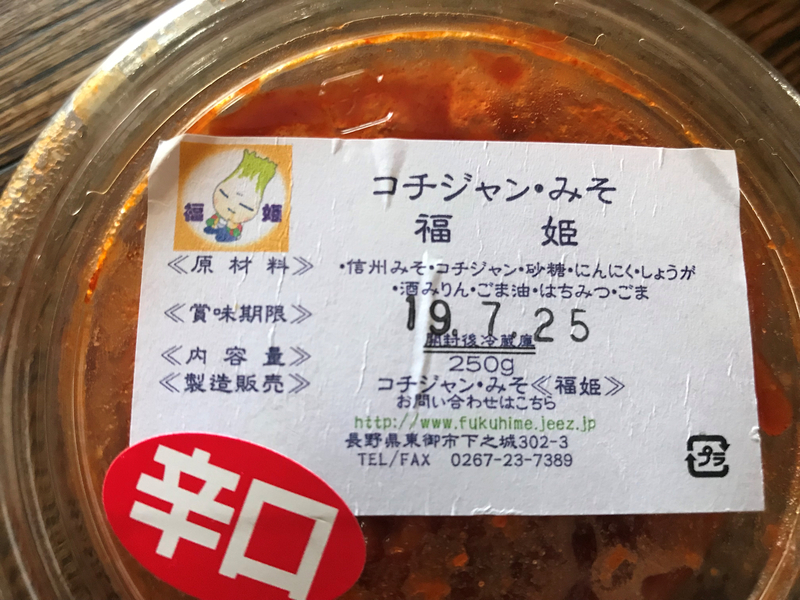 コチジャン・みそ
福 姫
福 姫
≪原材料≫ ・信州みそ・コチジャン・砂糖・にんにく・しょうが
・酒みりん・ごま油・はちみつ・ごま
≪賞味期限≫ 19.7.25
開封後冷蔵庫
≪内容量≫ 250g
≪製造販売≫ コチジャン・みそ≪福姫≫
お問い合わせはこちら
http://www.fukuhime.jeez.jp
長野県東御市下之城302-3
TEL/FAX 0267-23-7389
プラ
辛口